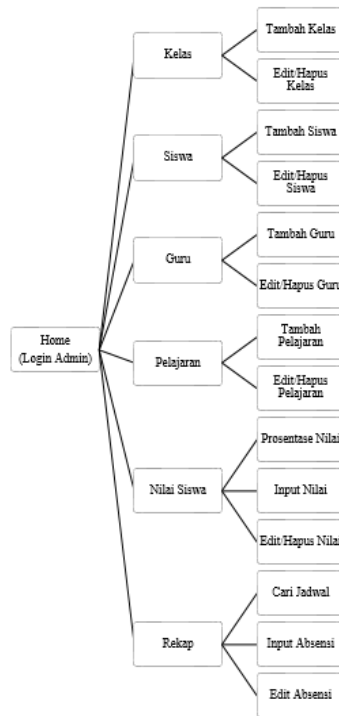 Home
(Login Admin)
Kelas
Tambah Kelas
Edit/Hapus
Kelas
Siswa
Tambah Siswa
Edit/Hapus
Siswa
Guru
Tambah Guru
Edit/Hapus Guru
Pelajaran
Tambah
Pelajaran
Edit/Hapus
Pelajaran
Nilai Siswa
Prosentase Nilai
Input Nilai
Edit/Hapus Nilai
Rekap
Cari Jadwal
Input Absensi
Edit Absensi